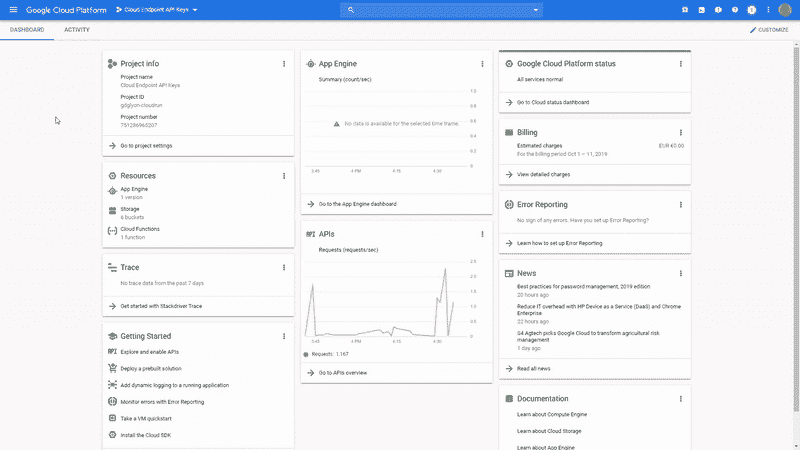 Google Cloud Platform
Cloud Endpoint API Keys
DASHBOARD
ACTIVITY
CUSTOMIZE
Project info
Project name
Cloud Endpoint API Keys
Project ID
gdglyon-cloudrun
Project number
751286965207
Go to project settings
Resources
App Engine
1 version
Storage
6 buckets
Cloud Functions
1 function
Trace
No trace data from the past 7 days
Get started with Stackdriver Trace
Getting Started
Explore and enable APIs
Deploy a prebuilt solution
Add dynamic logging to a running application
Monitor errors with Error Reporting
Take a VM quickstart
Install the Cloud SDK
App Engine
Summary (count/sec)
1.0
0.8
0.6
0.4
0.2
0
No data is available for the selected time frame.
3:45
4 PM
4:15
4:30
Go to the App Engine dashboard
APIs
Requests (requests/sec)
2.5
2.0
1.5
1.0
0.5
0
3:45
4 PM
4:15
4:30
Requests: 1.167
Go to APIs overview
Google Cloud Platform status
All services normal
Go to Cloud status dashboard
Billing
Estimated charges
EUR €0.00
For the billing period Oct 1 – 11, 2019
View detailed charges
Error Reporting
No sign of any errors. Have you set up Error Reporting?
Learn how to set up Error Reporting
News
Best practices for password management, 2019 edition
20 hours ago
Reduce IT overhead with HP Device as a Service (DaaS) and Chrome
Enterprise
22 hours ago
S4 Agtech picks Google Cloud to transform agricultural risk
management
1 day ago
Read all news
Documentation
Learn about Compute Engine
Learn about Cloud Storage
Learn about App Engine